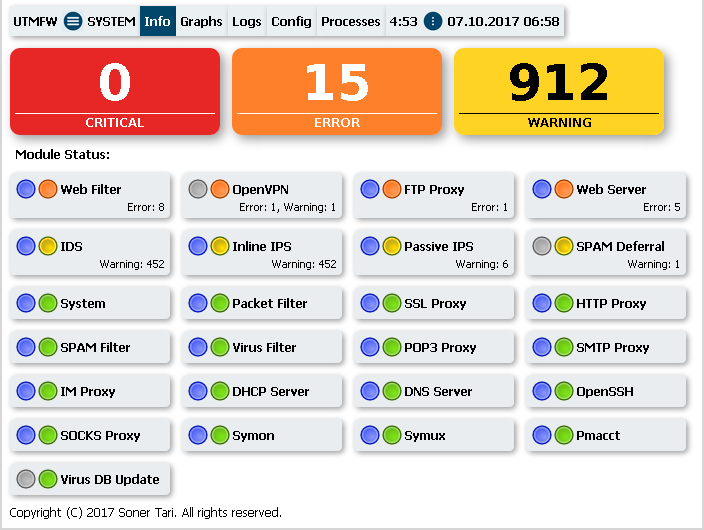 UTMFW SYSTEM Info Graphs Logs Config Processes 4:53 07.10.2017 06:58
0 15 912
CRITICAL ERROR WARNING
Module Status:
Web Filter OpenVPN FTP Proxy Web Server
Error: 8 Error: 1, Warning: 1 Error: 1 Error: 5
IDS Inline IPS Passive IPS SPAM Deferral
Warning: 452 Warning: 452 Warning: 6 Warning: 1
System Packet Filter SSL Proxy HTTP Proxy
SPAM Filter Virus Filter POP3 Proxy SMTP Proxy
IM Proxy DHCP Server DNS Server OpenSSH
SOCKS Proxy Symon Symux Pmacct
Virus DB Update
Copyright (C) 2017 Soner Tari. All rights reserved.